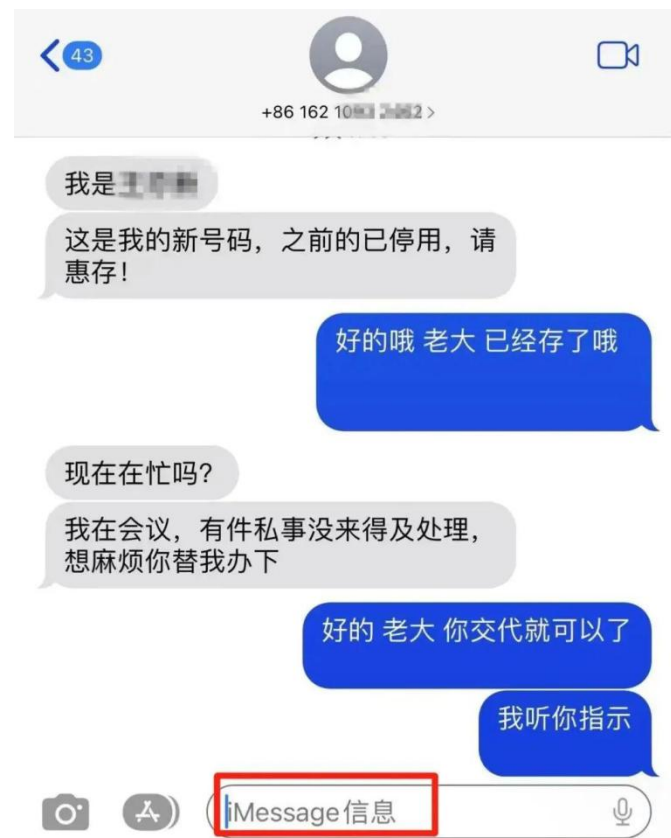 43
+86 162 10
我是
这是我的新号码，之前的已停用，请
惠存！
好的哦 老大 已经存了哦
现在在忙吗？
我在会议，有件私事没来得及处理，
想麻烦你替我办下
好的 老大 你交代就可以了
我听你指示
iMessage信息